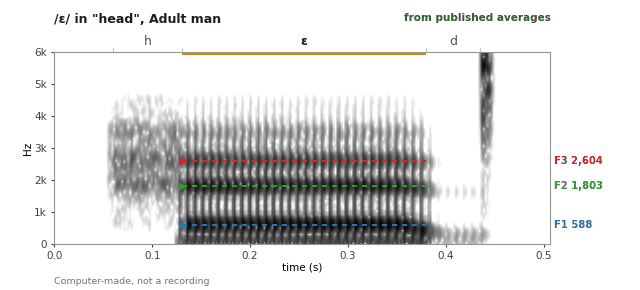 /ɛ/ in "head", Adult man
from published averages
h ɛ d
6k
5k
4k
3k
2k
1k
0
Hz
F3 2,604
F2 1,803
F1 588
0.0 0.1 0.2 0.3 0.4 0.5
time (s)
Computer-made, not a recording